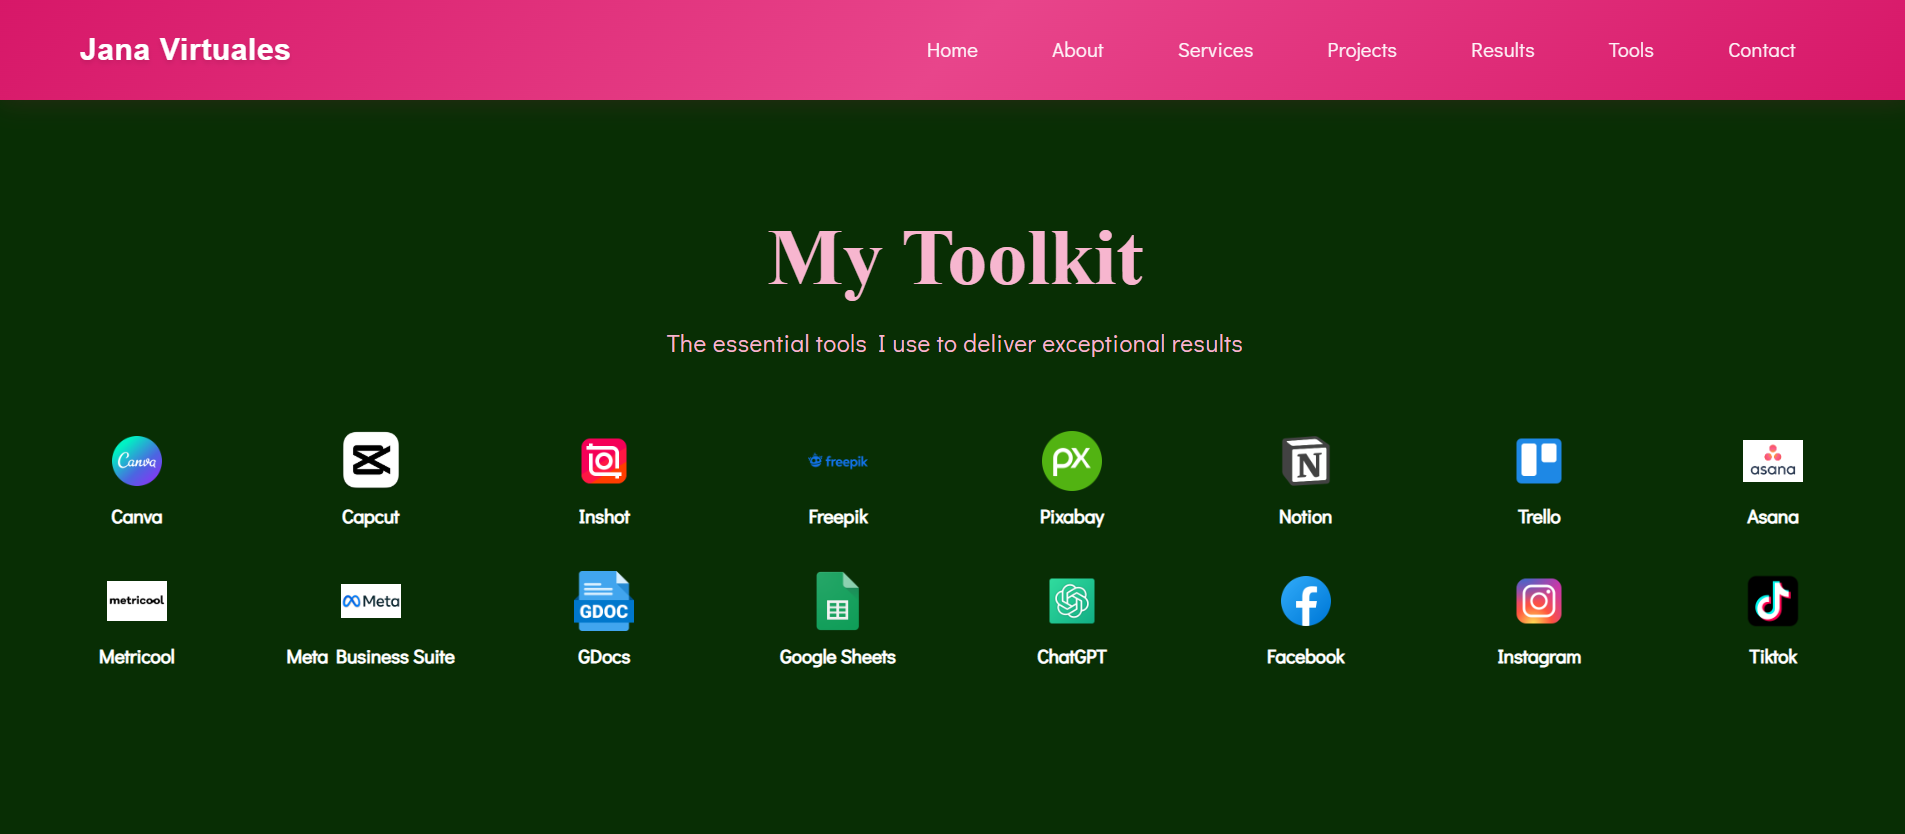 Jana Virtuales
Home About Services Projects Results Tools Contact
My Toolkit
The essential tools I use to deliver exceptional results
Canva
freepik
px
N
asana
Canva Capcut Inshot Freepik Pixabay Notion Trello Asana
metricool
Meta
GDOC
Metricool Meta Business Suite GDocs Google Sheets ChatGPT Facebook Instagram Tiktok